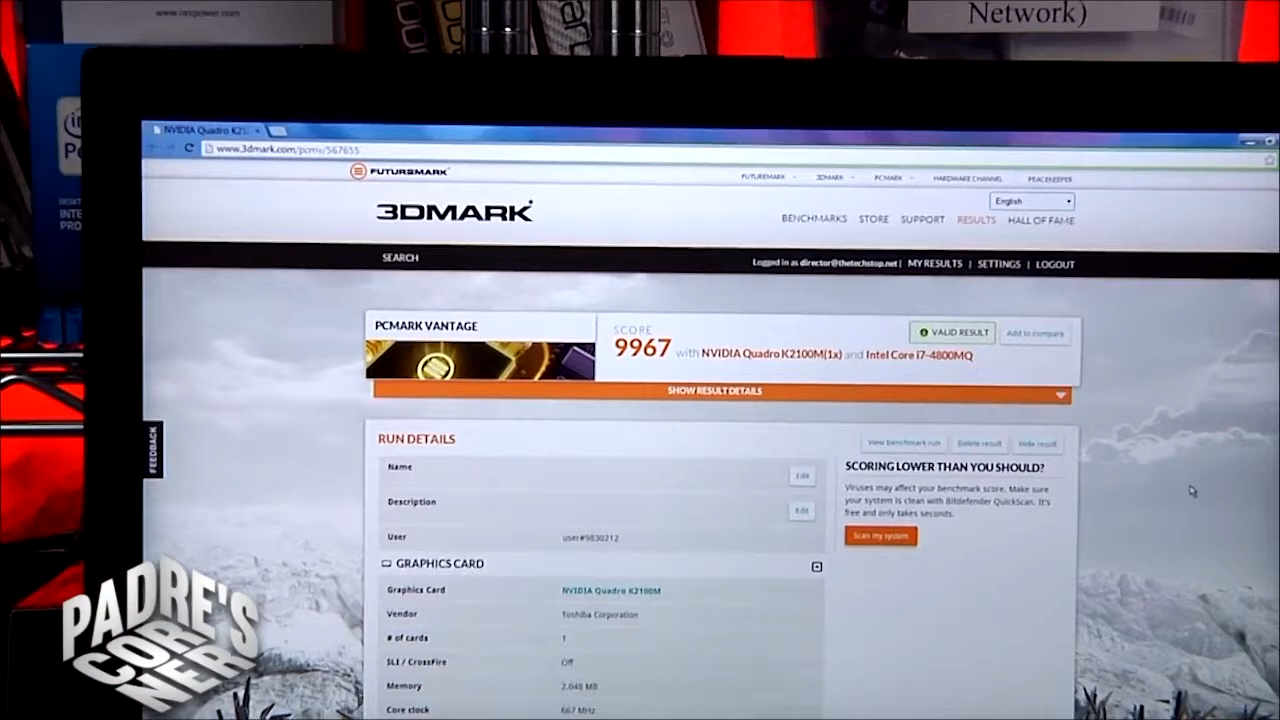 www.ravpower.com
Network)
NVIDIA Quadro K21
www.3dmark.com/pcmv/567655
FUTUREMARK
FUTUREMARK 3DMARK PCMARK HARDWARE CHANNEL PEACEKEEPER
English
3DMARK
BENCHMARKS STORE SUPPORT RESULTS HALL OF FAME
SEARCH
Logged in as director@thetechstop.net | MY RESULTS | SETTINGS | LOGOUT
PCMARK VANTAGE
SCORE
9967 with NVIDIA Quadro K2100M(1x) and Intel Core i7-4800MQ
VALID RESULT
Add to compare
SHOW RESULT DETAILS
FEEDBACK
RUN DETAILS
View benchmark run
Delete result
Hide result
Name
Edit
Description
Edit
User user#9830212
SCORING LOWER THAN YOU SHOULD?
Viruses may affect your benchmark score. Make sure
your system is clean with Bitdefender QuickScan. It's
free and only takes seconds.
Scan my system
GRAPHICS CARD
Graphics Card NVIDIA Quadro K2100M
Vendor Toshiba Corporation
# of cards 1
SLI / CrossFire Off
Memory 2,048 MB
Core clock 667 MHz
PADRE'S
CORNER